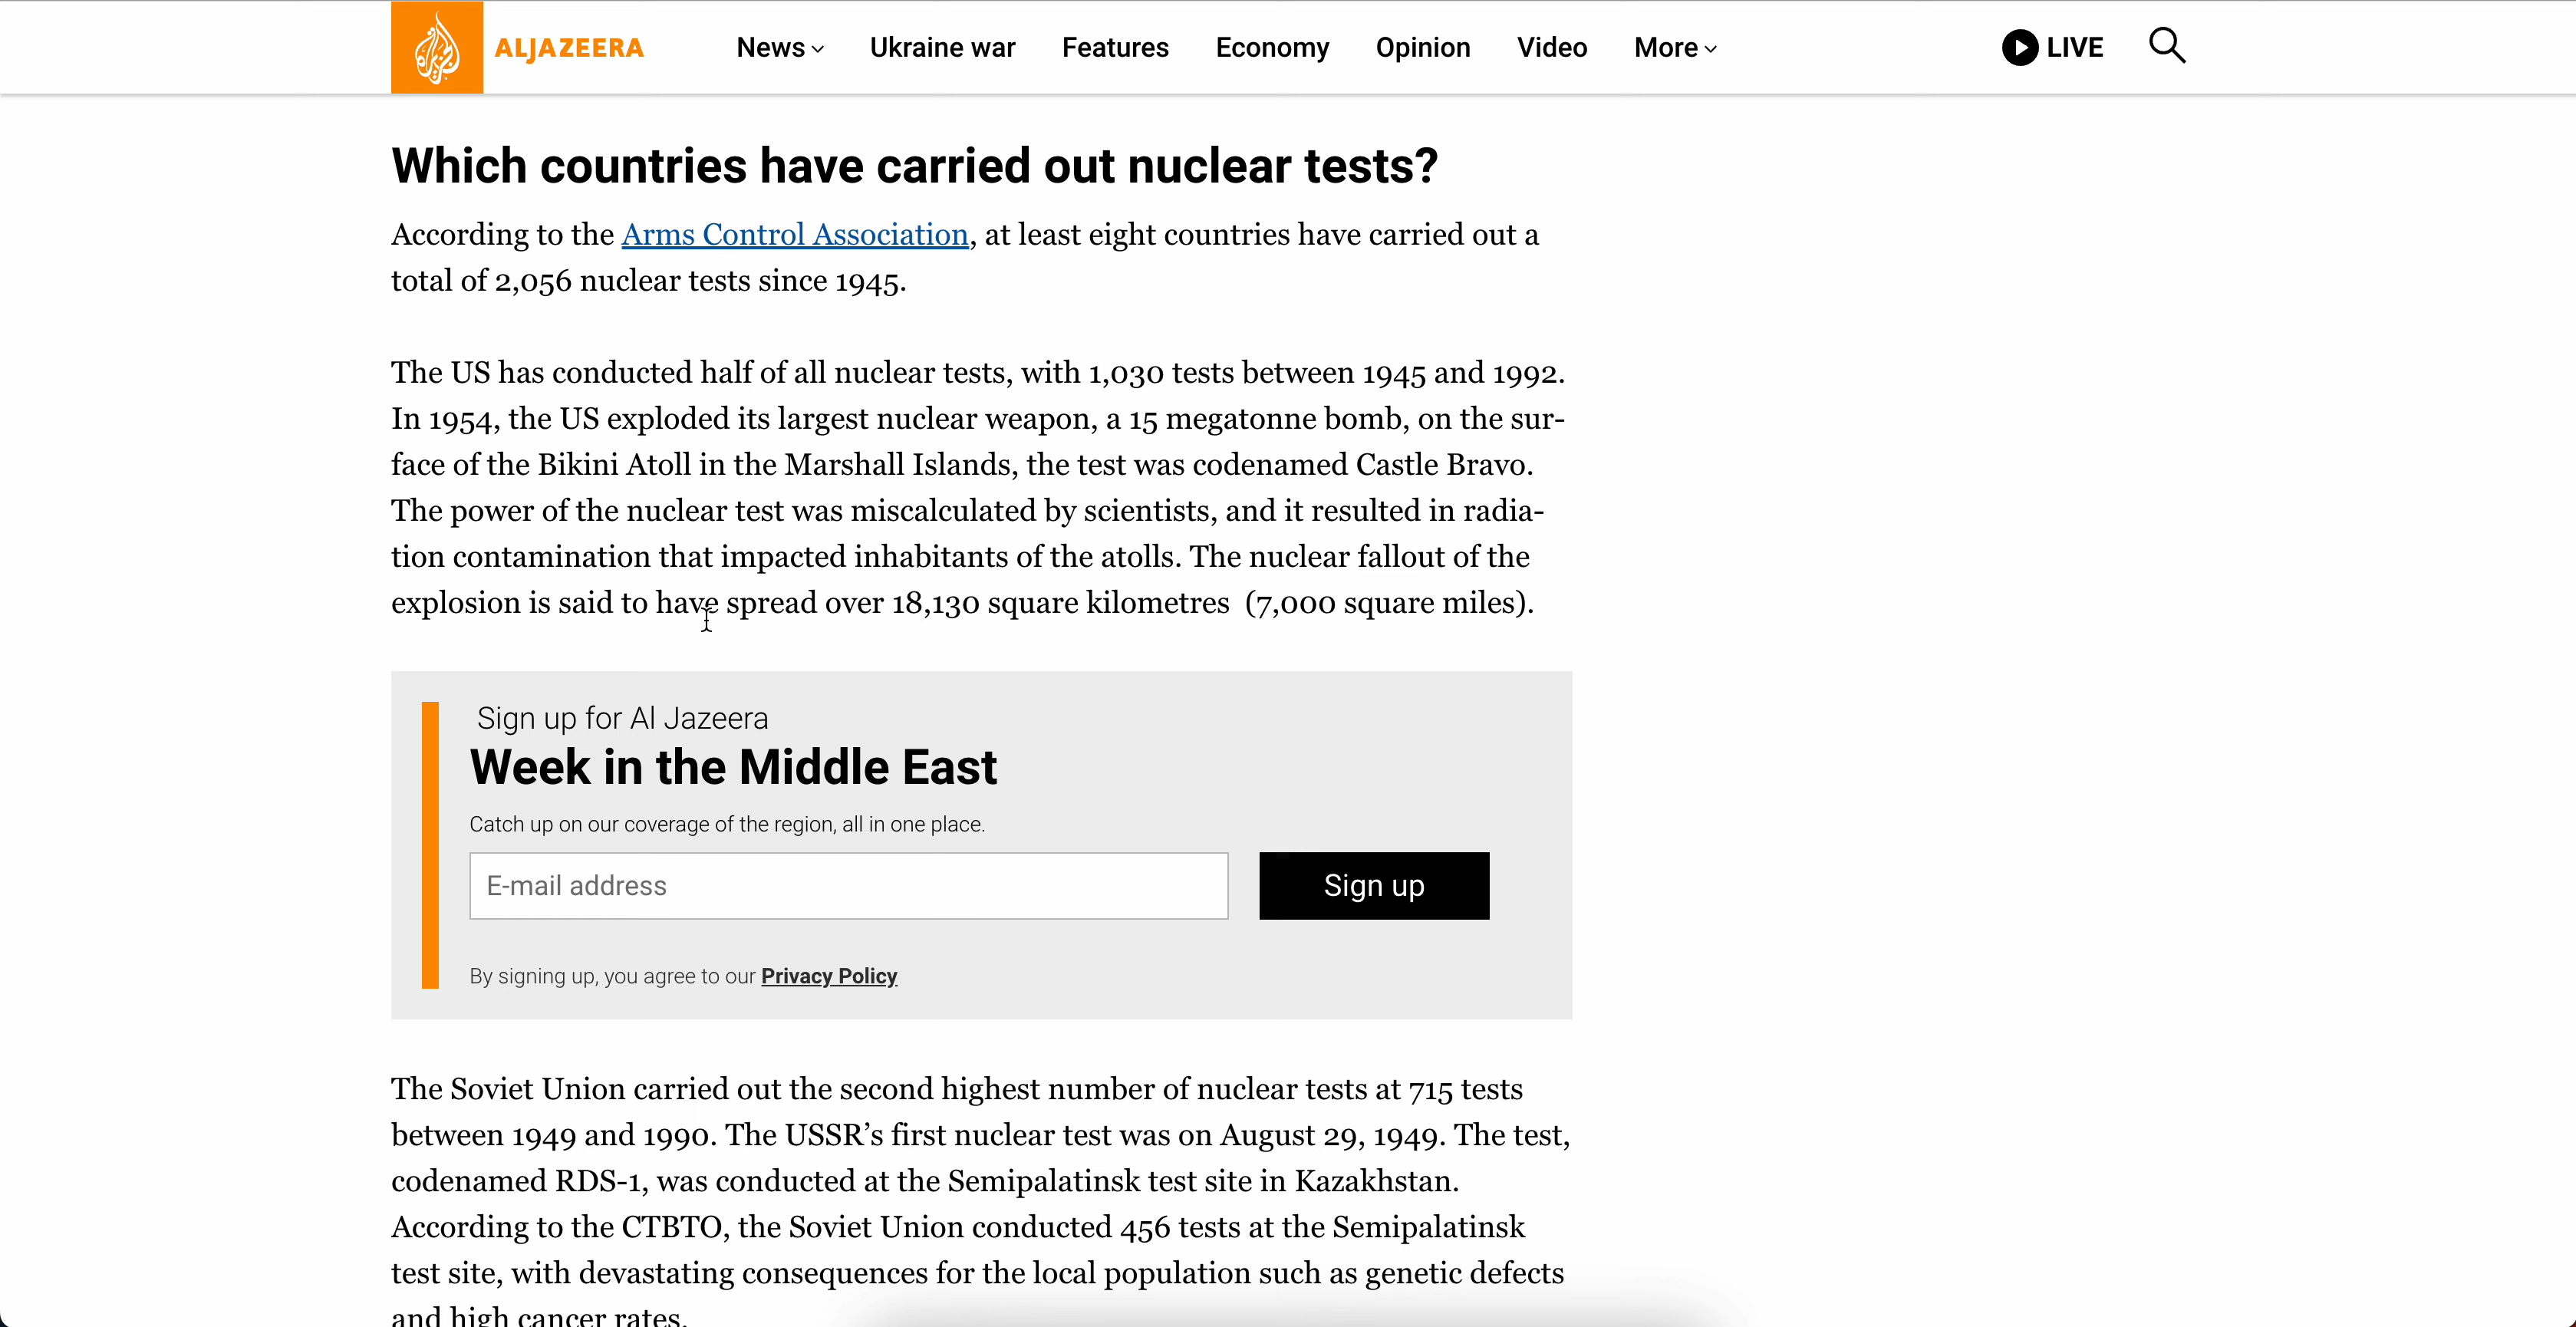 ALJAZEERA
News
Ukraine war
Features
Economy
Opinion
Video
More
LIVE
Which countries have carried out nuclear tests?
According to the Arms Control Association, at least eight countries have carried out a
total of 2,056 nuclear tests since 1945.
The US has conducted half of all nuclear tests, with 1,030 tests between 1945 and 1992.
In 1954, the US exploded its largest nuclear weapon, a 15 megatonne bomb, on the sur-
face of the Bikini Atoll in the Marshall Islands, the test was codenamed Castle Bravo.
The power of the nuclear test was miscalculated by scientists, and it resulted in radia-
tion contamination that impacted inhabitants of the atolls. The nuclear fallout of the
explosion is said to have spread over 18,130 square kilometres (7,000 square miles).
Sign up for Al Jazeera
Week in the Middle East
Catch up on our coverage of the region, all in one place.
E-mail address
Sign up
By signing up, you agree to our Privacy Policy
The Soviet Union carried out the second highest number of nuclear tests at 715 tests
between 1949 and 1990. The USSR's first nuclear test was on August 29, 1949. The test,
codenamed RDS-1, was conducted at the Semipalatinsk test site in Kazakhstan.
According to the CTBTO, the Soviet Union conducted 456 tests at the Semipalatinsk
test site, with devastating consequences for the local population such as genetic defects
and high cancer rates.